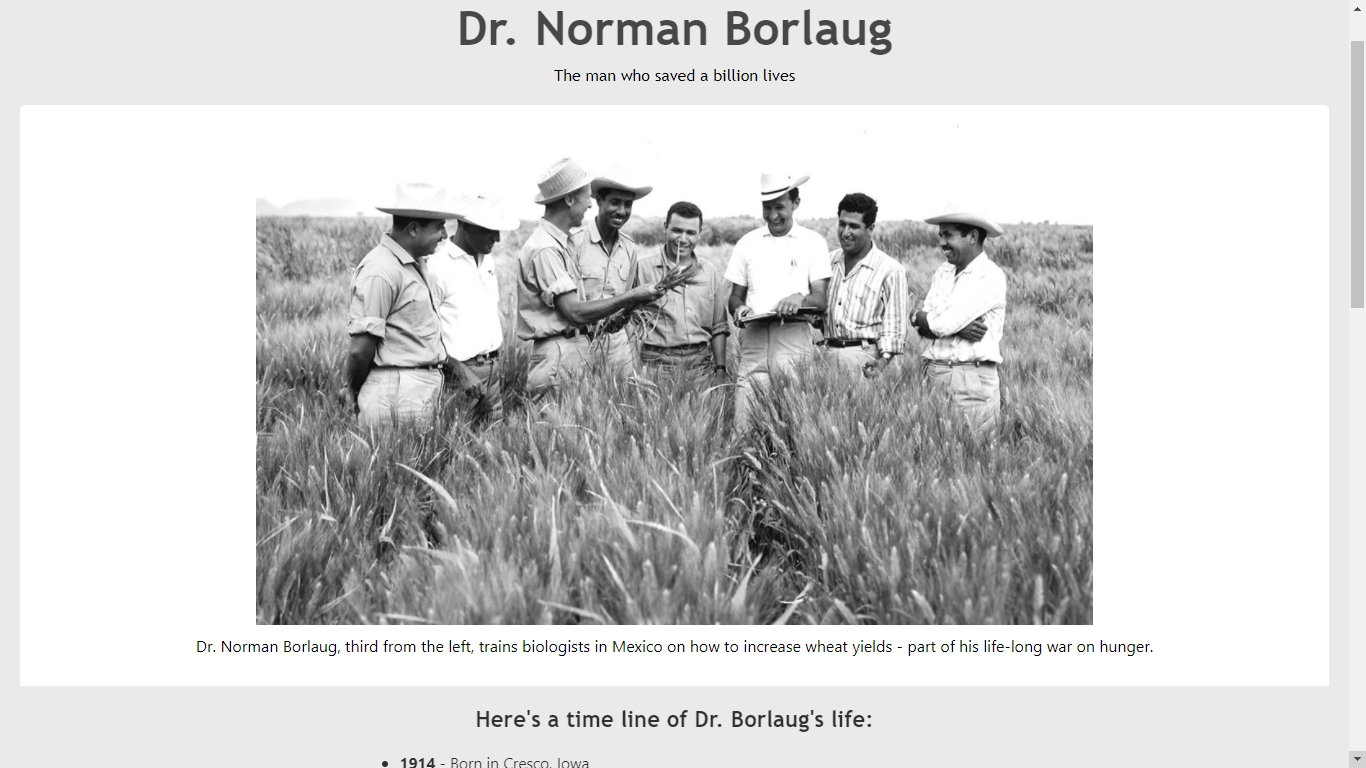 Dr. Norman Borlaug
The man who saved a billion lives
Dr. Norman Borlaug, third from the left, trains biologists in Mexico on how to increase wheat yields - part of his life-long war on hunger.
Here's a time line of Dr. Borlaug's life:
• 1914 - Born in Cresco, Iowa